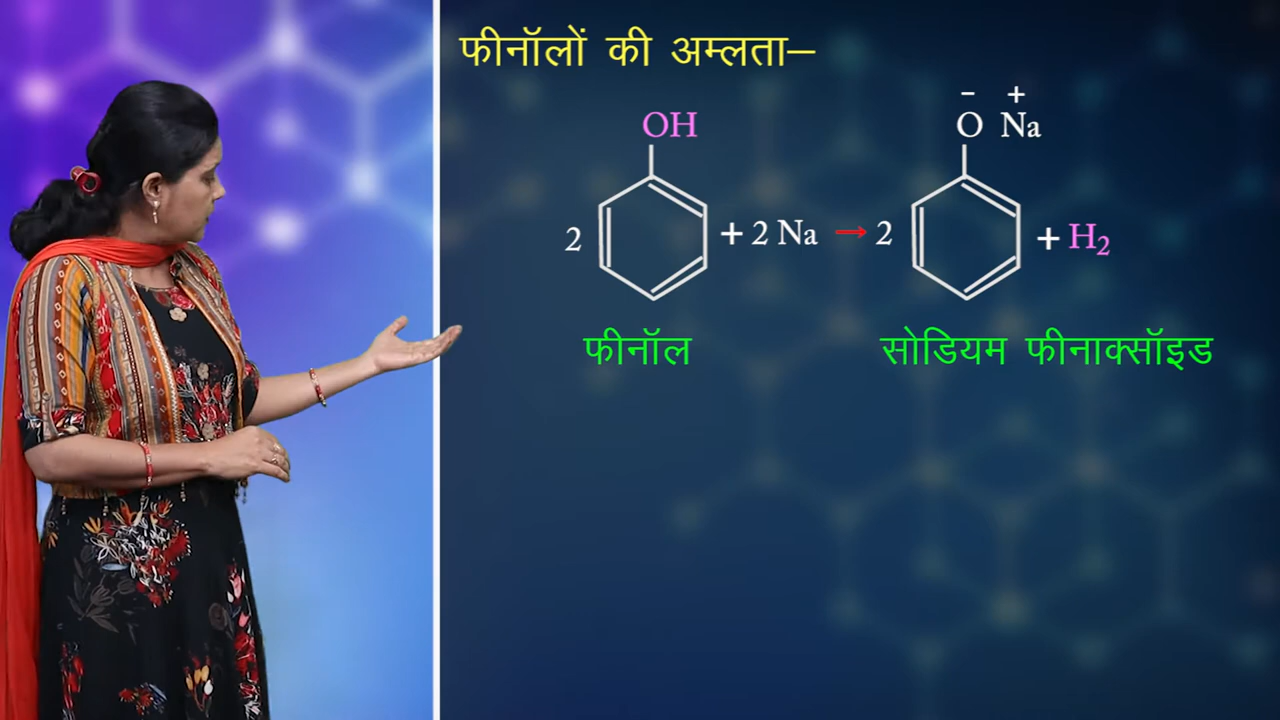 फीनॉलों की अम्लता–
OH
– +
O Na
2 + 2 Na → 2 + H₂
फीनॉल सोडियम फीनाक्सॉइड